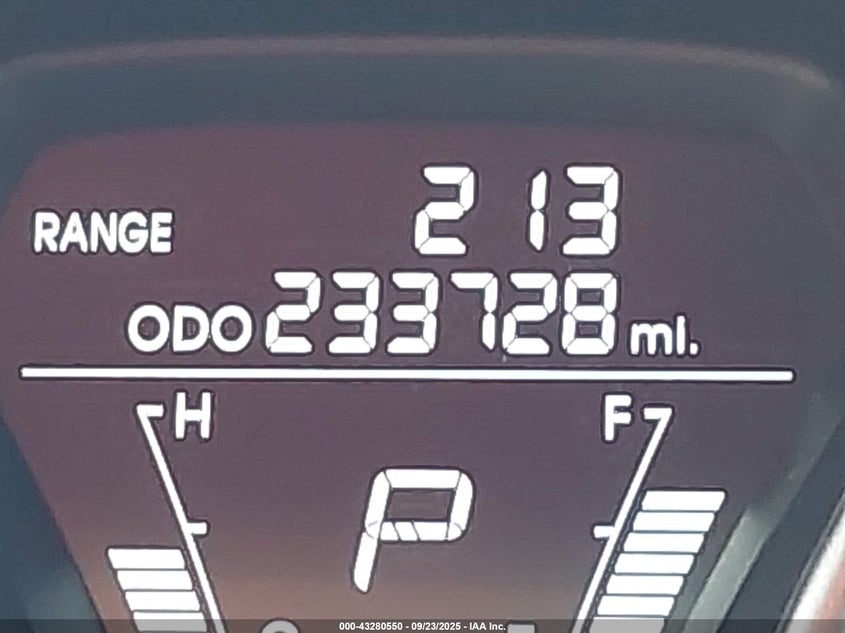 RANGE 213
ODO 233728 mi.
H F
P
000-43280550 - 09/23/2025 - IAA Inc.